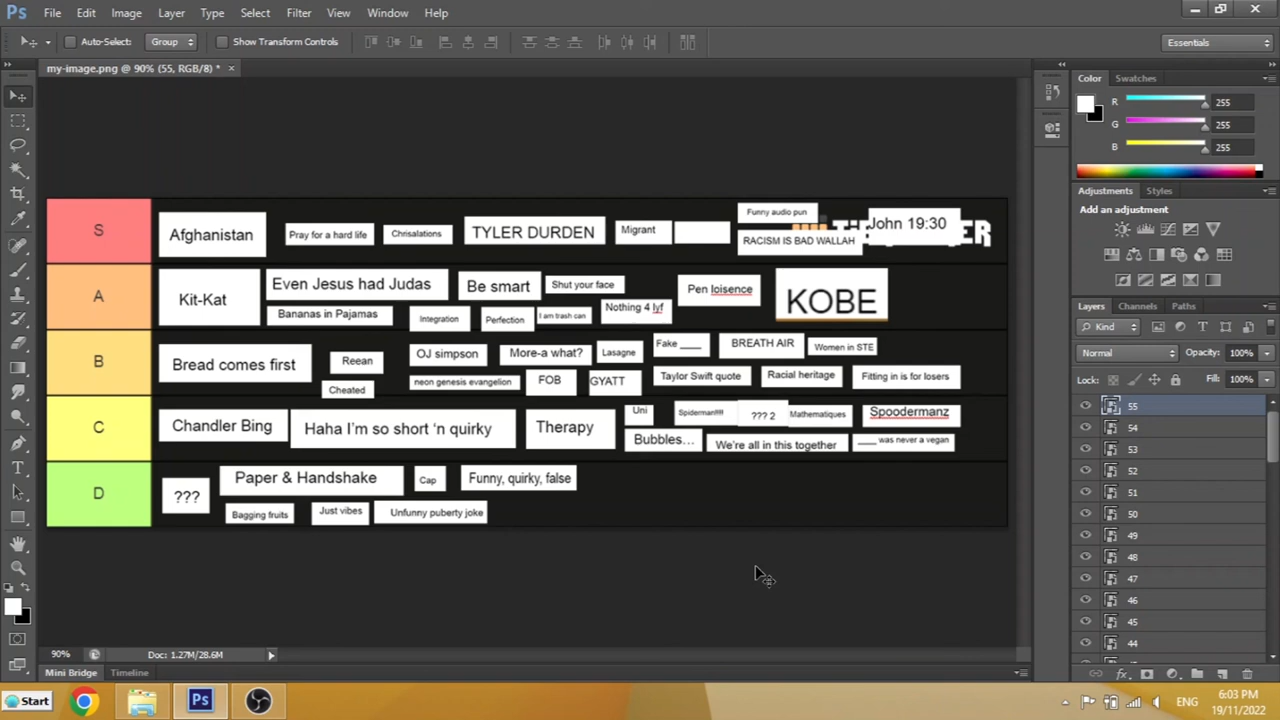 Ps File Edit Image Layer Type Select Filter View Window Help
Auto-Select: Group Show Transform Controls Essentials
my-image.png @ 90% (55, RGB/8) *
Color Swatches
R 255
G 255
B 255
Adjustments Styles
Add an adjustment
Layers Channels Paths
Kind
Normal Opacity: 100%
Lock: Fill: 100%
55
54
53
52
51
50
49
48
47
46
45
44
S
Afghanistan
Pray for a hard life
Chrisalations
TYLER DURDEN
Migrant
Funny audio pun
RACISM IS BAD WALLAH
John 19:30
A
Kit-Kat
Even Jesus had Judas
Be smart
Shut your face
Pen loisence
KOBE
Bananas in Pajamas
Integration
Perfection
I am trash can
Nothing 4 lyf
B
Bread comes first
Reean
OJ simpson
More-a what?
Lasagne
Fake ____
BREATH AIR
Women in STE
Cheated
neon genesis evangelion
FOB
GYATT
Taylor Swift quote
Racial heritage
Fitting in is for losers
C
Chandler Bing
Haha I'm so short 'n quirky
Therapy
Uni
Spiderman!!!!
??? 2
Mathematiques
Spoodermanz
Bubbles...
We're all in this together
____ was never a vegan
D
???
Paper & Handshake
Cap
Funny, quirky, false
Bagging fruits
Just vibes
Unfunny puberty joke
90% Doc: 1.27M/28.6M
Mini Bridge Timeline
Start Ps ENG 6:03 PM
19/11/2022